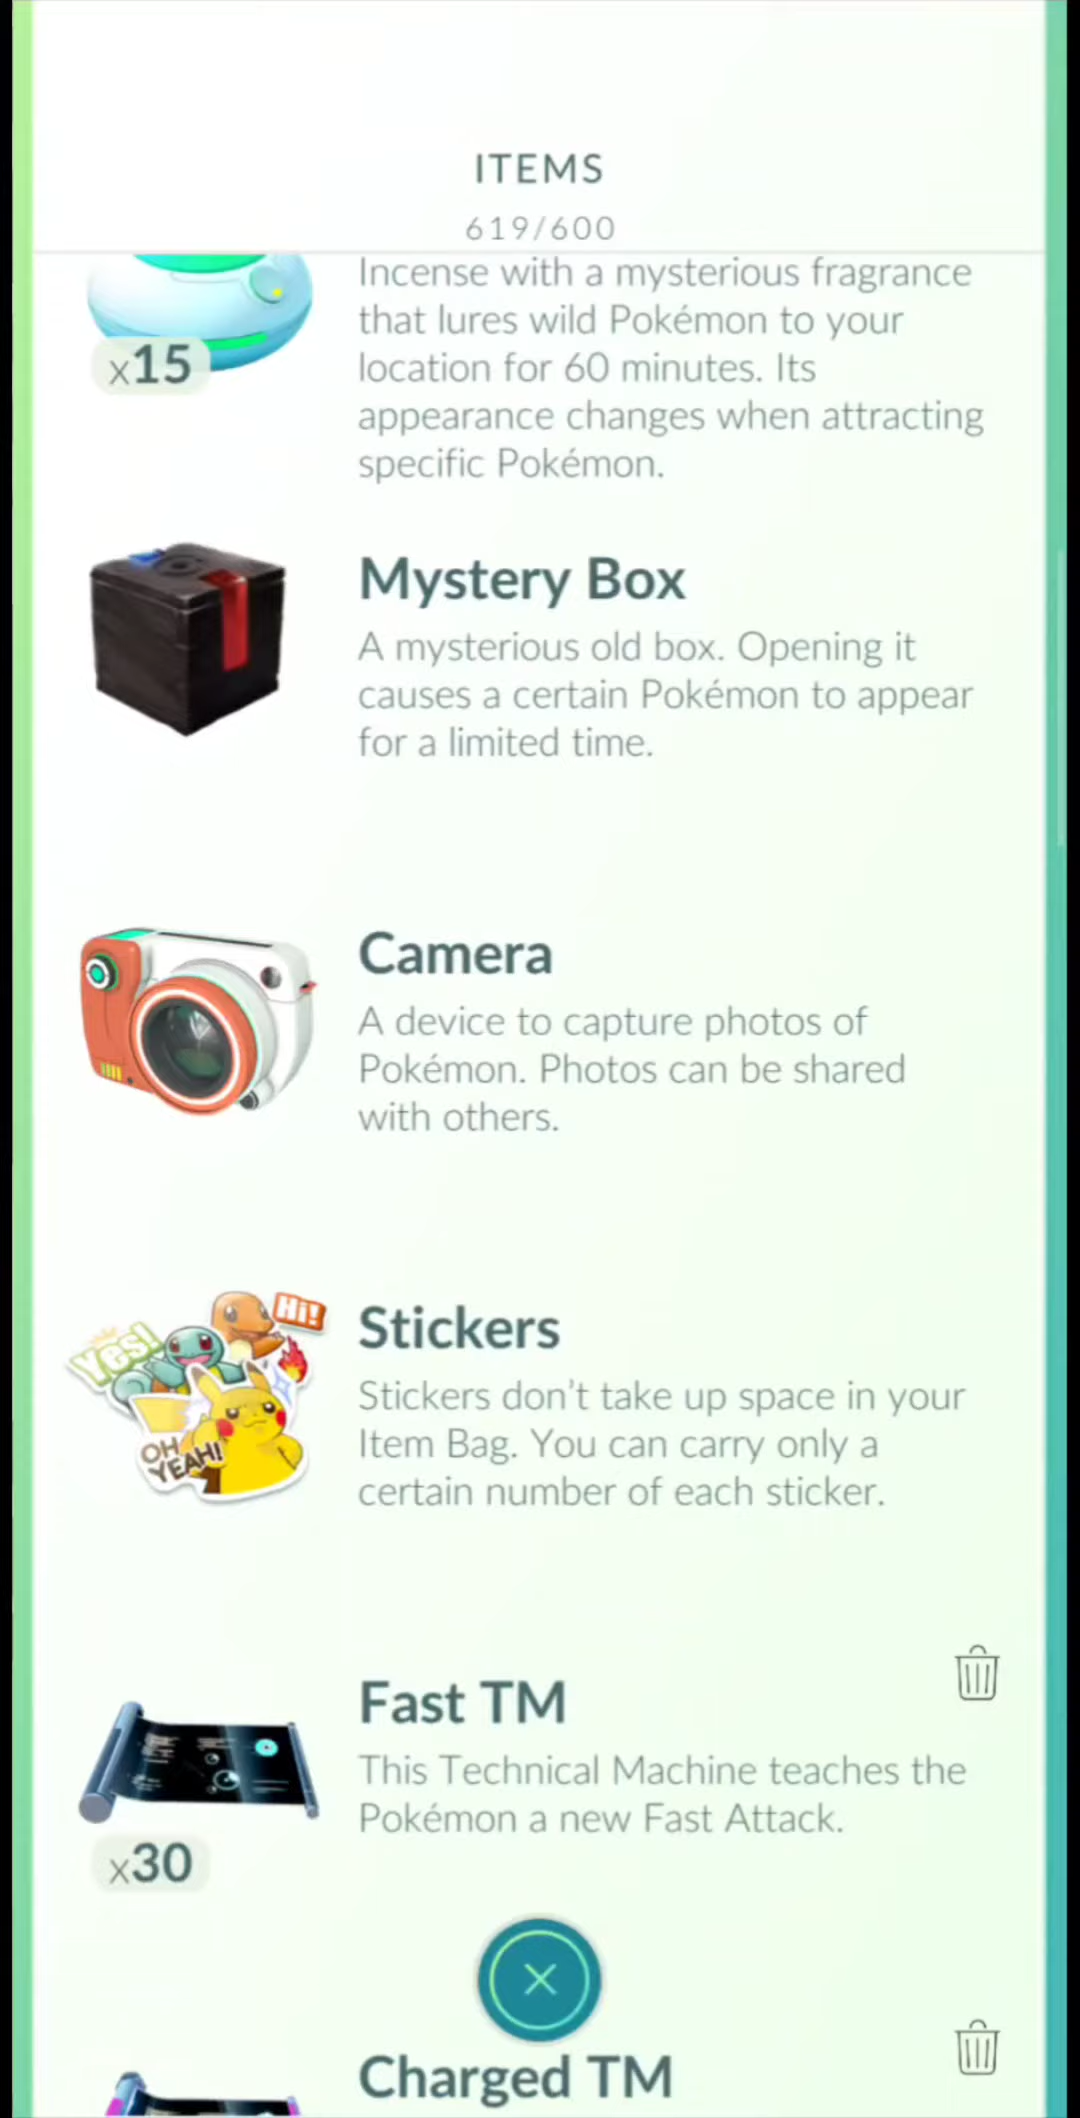 ITEMS
619/600
Incense with a mysterious fragrance
that lures wild Pokémon to your
x15
location for 60 minutes. Its
appearance changes when attracting
specific Pokémon.
Mystery Box
A mysterious old box. Opening it
causes a certain Pokémon to appear
for a limited time.
Camera
A device to capture photos of
Pokémon. Photos can be shared
with others.
Hi!
Yes!
OH
YEAH!
Stickers
Stickers don't take up space in your
Item Bag. You can carry only a
certain number of each sticker.
Fast TM
This Technical Machine teaches the
Pokémon a new Fast Attack.
x30
Charged TM